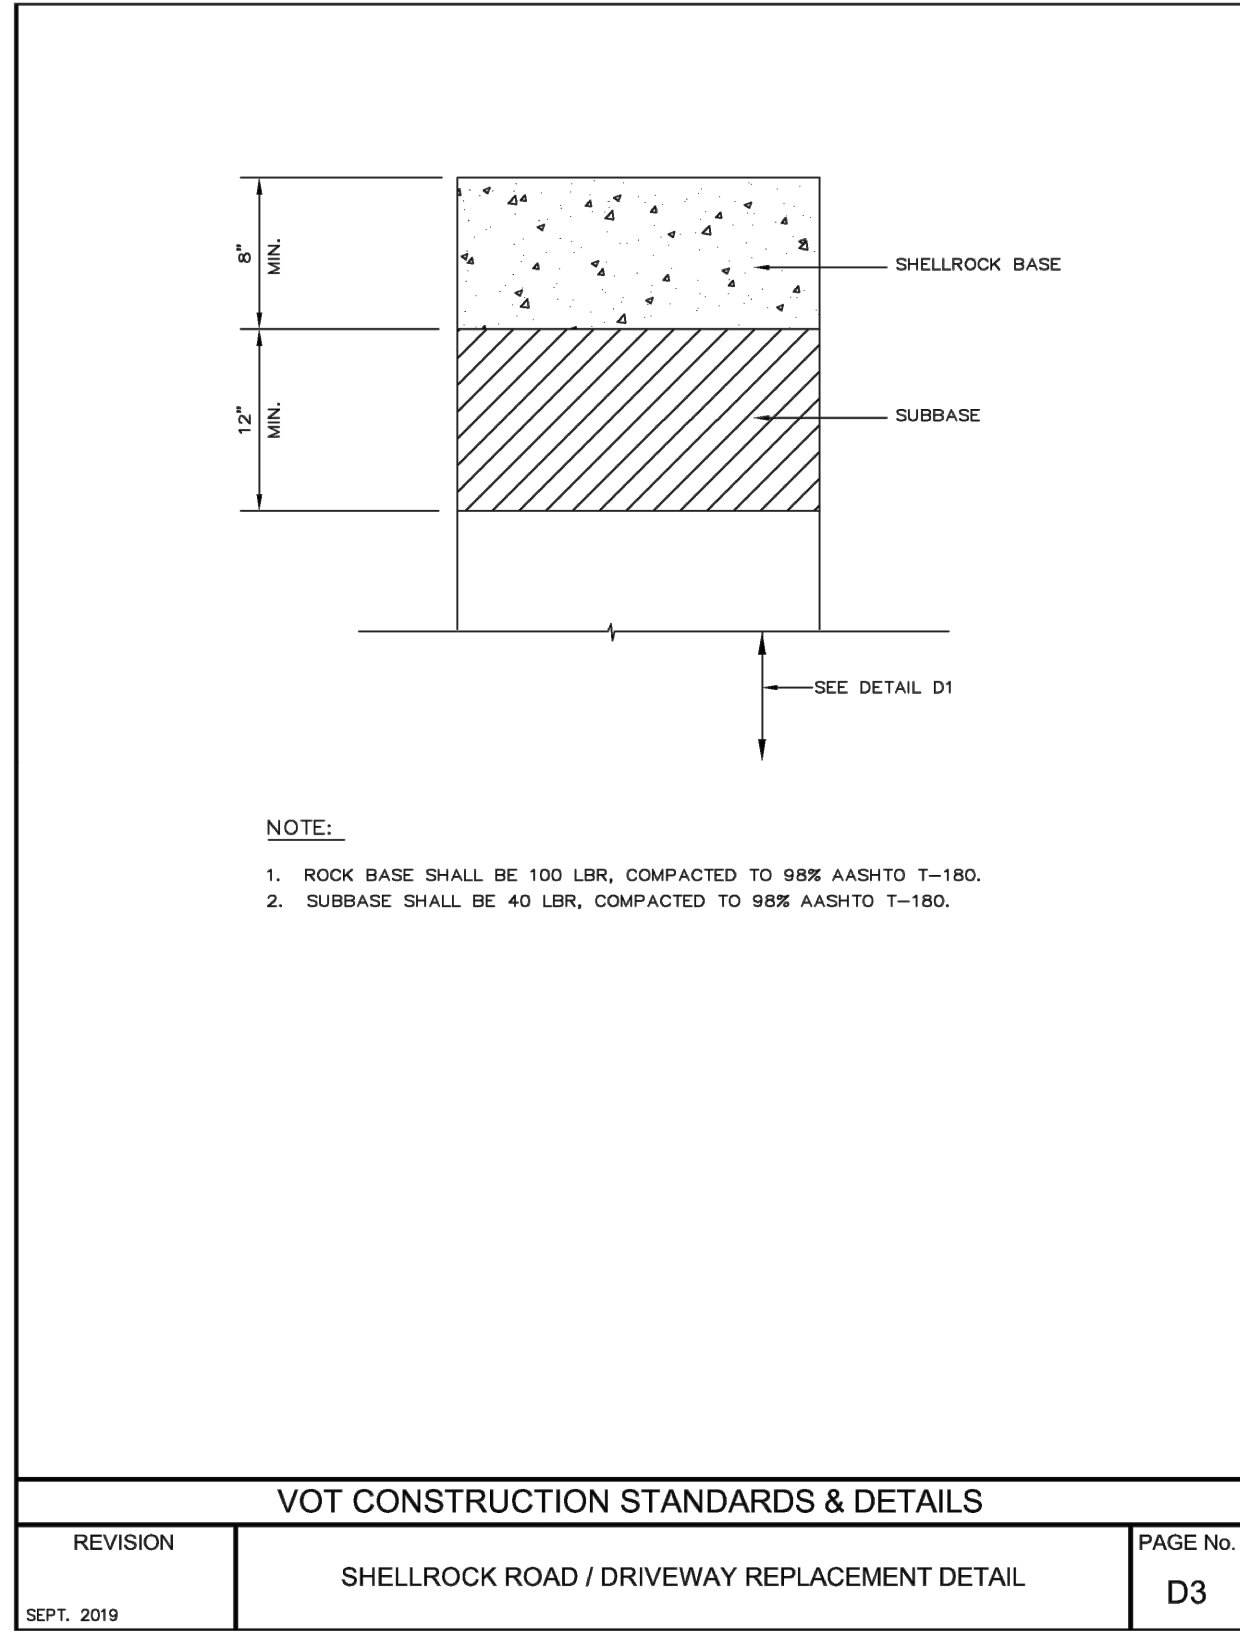 8"
MIN.
SHELLROCK BASE
12"
MIN.
SUBBASE
SEE DETAIL D1
NOTE:
1. ROCK BASE SHALL BE 100 LBR, COMPACTED TO 98% AASHTO T-180.
2. SUBBASE SHALL BE 40 LBR, COMPACTED TO 98% AASHTO T-180.
VOT CONSTRUCTION STANDARDS & DETAILS
REVISION
SEPT. 2019
SHELLROCK ROAD / DRIVEWAY REPLACEMENT DETAIL
PAGE No.
D3